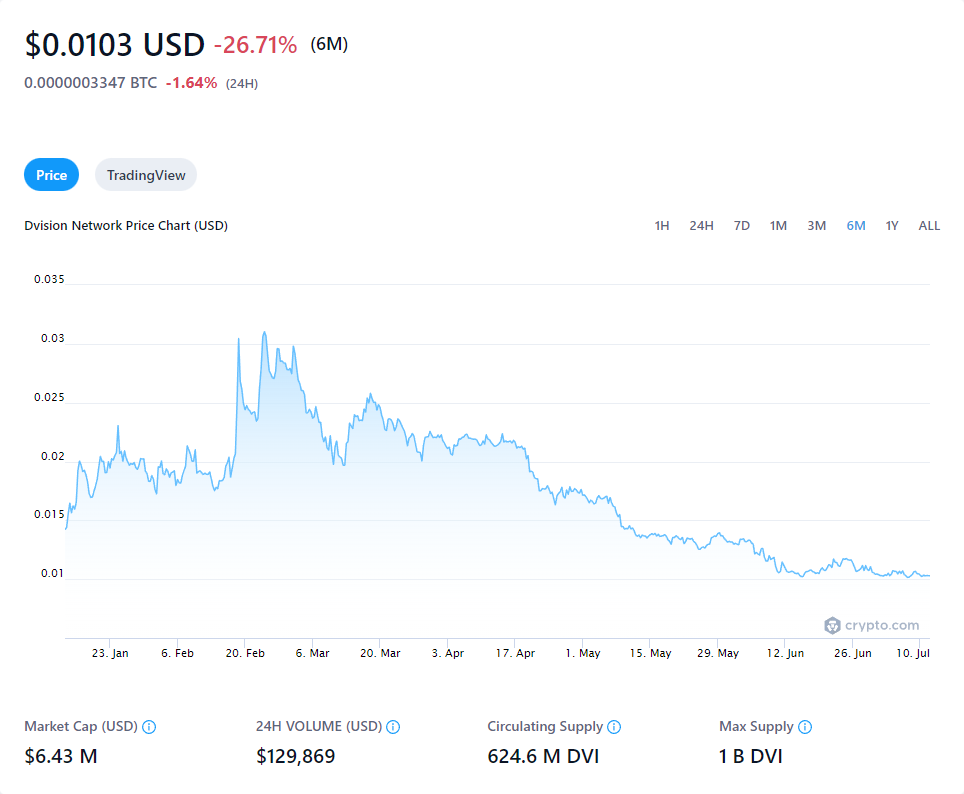 $0.0103 USD -26.71% (6M)
0.0000003347 BTC -1.64% (24H)
Price TradingView
Dvision Network Price Chart (USD) 1H 24H 7D 1M 3M 6M 1Y ALL
0.035
0.03
0.025
0.02
0.015
0.01
crypto.com
23. Jan 6. Feb 20. Feb 6. Mar 20. Mar 3. Apr 17. Apr 1. May 15. May 29. May 12. Jun 26. Jun 10. Jul
Market Cap (USD) 24H VOLUME (USD) Circulating Supply Max Supply
$6.43 M $129,869 624.6 M DVI 1 B DVI